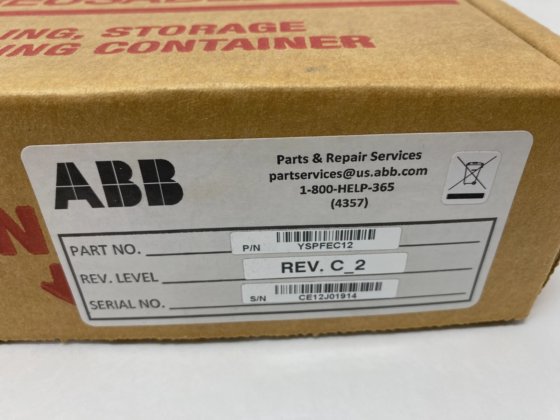 LING, STORAGE
ING CONTAINER
ABB
Parts & Repair Services
partservices@us.abb.com
1-800-HELP-365
(4357)
PART NO. P/N YSPFEC12
REV. LEVEL REV. C_2
SERIAL NO. S/N CE12J01914